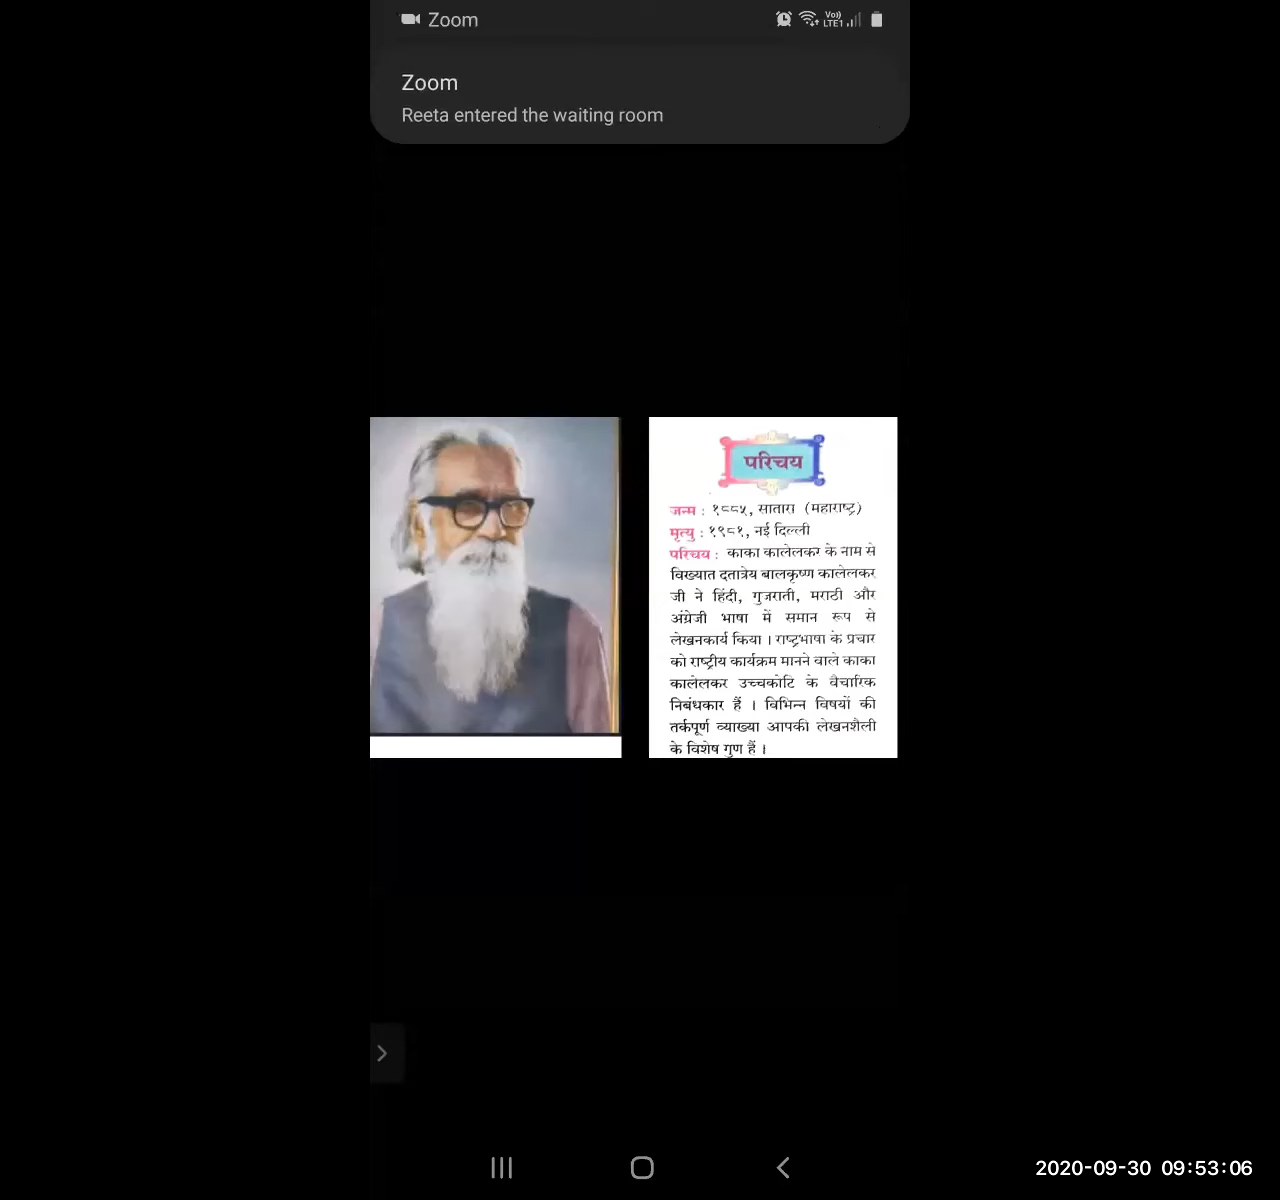 Zoom
Vo))
LTE1
Zoom
Reeta entered the waiting room
परिचय
जन्म : १८८५, सातारा (महाराष्ट्र)
मृत्यु : १९८१, नई दिल्ली
परिचय : काका कालेलकर के नाम से
विख्यात दतात्रेय बालकृष्ण कालेलकर
जी ने हिंदी, गुजराती, मराठी और
अंग्रेजी भाषा में समान रूप से
लेखनकार्य किया । राष्ट्रभाषा के प्रचार
को राष्ट्रीय कार्यक्रम मानने वाले काका
कालेलकर उच्चकोटि के वैचारिक
निबंधकार हैं । विभिन्न विषयों की
तर्कपूर्ण व्याख्या आपकी लेखनशैली
के विशेष गुण हैं ।
2020-09-30 09:53:06